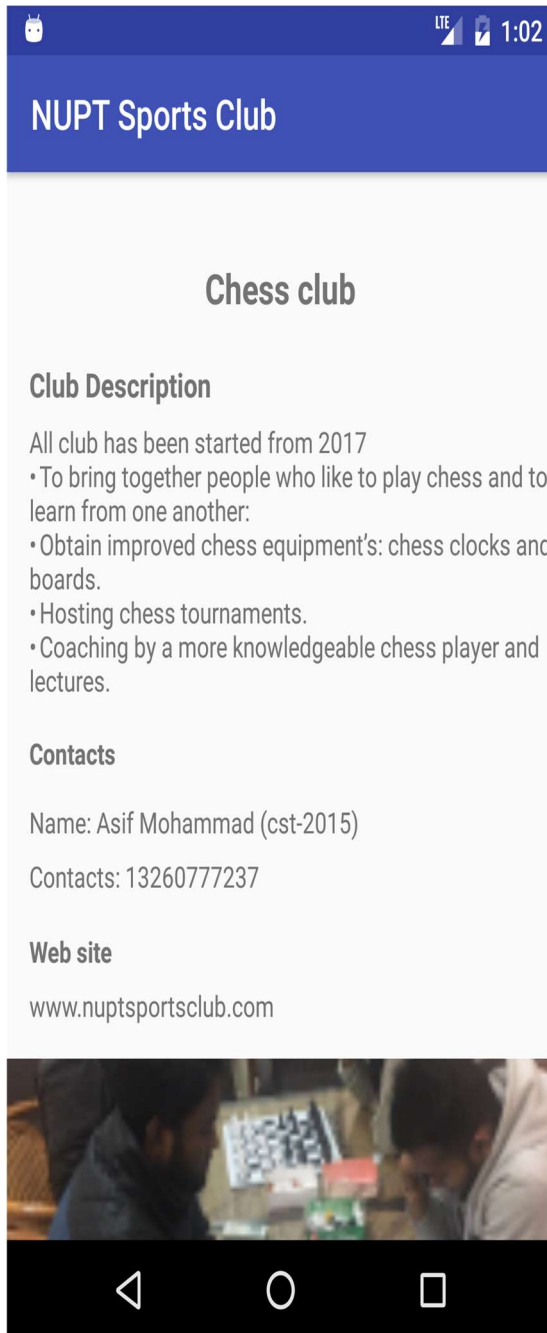 LTE 1:02
NUPT Sports Club
Chess club
Club Description
All club has been started from 2017
• To bring together people who like to play chess and to
learn from one another:
• Obtain improved chess equipment’s: chess clocks and
boards.
• Hosting chess tournaments.
• Coaching by a more knowledgeable chess player and
lectures.
Contacts
Name: Asif Mohammad (cst-2015)
Contacts: 13260777237
Web site
www.nuptsportsclub.com